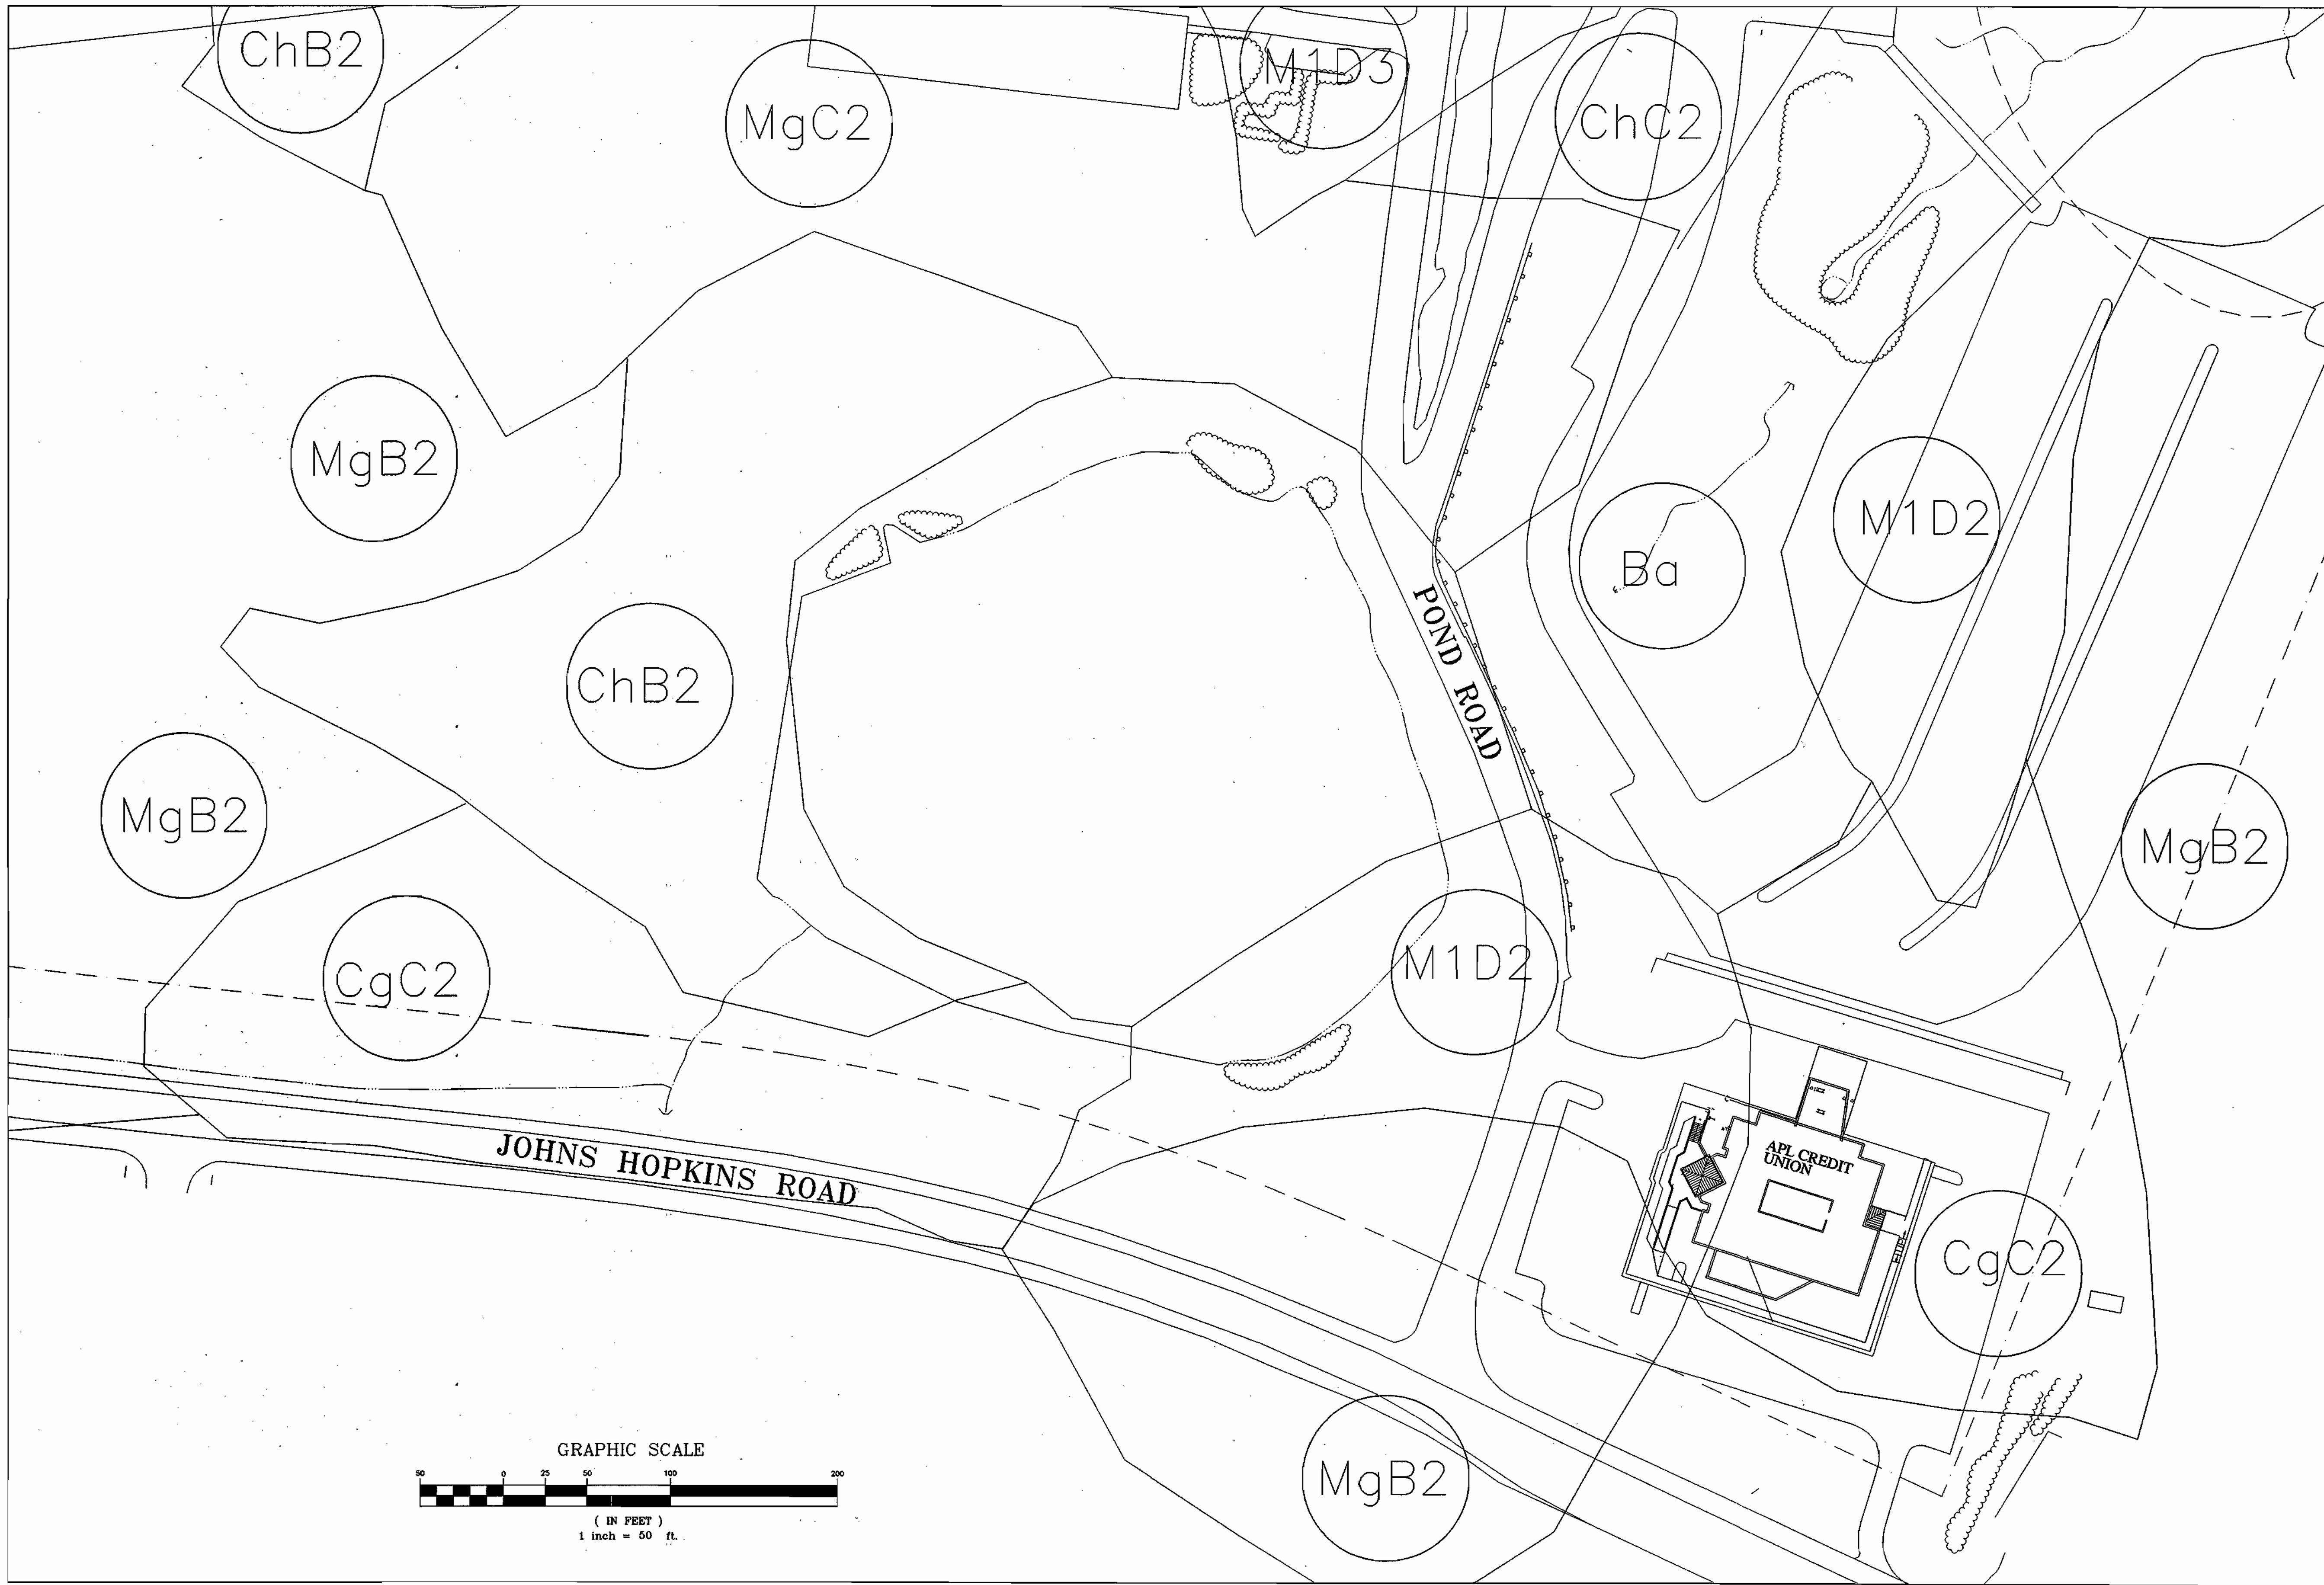 ChB2
MgC2
M1D3
ChC2
MgB2
M1D2
Ba
POND ROAD
ChB2
MgB2
MgB2
CgC2
M1D2
JOHNS HOPKINS ROAD
APL CREDIT
UNION
CgC2
MgB2
GRAPHIC SCALE
50 0 25 50 100 200
( IN FEET )
1 inch = 50 ft.